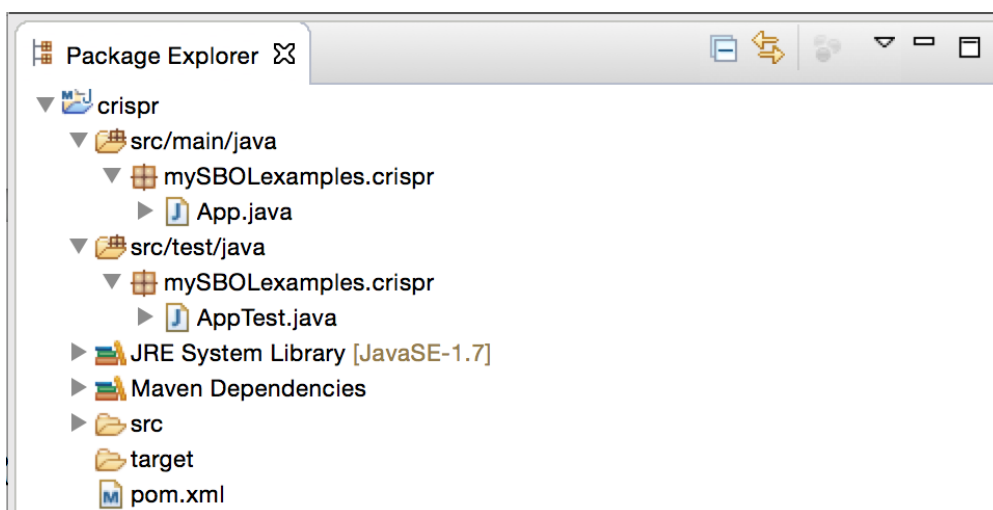 Package Explorer
crispr
src/main/java
mySBOLexamples.crispr
App.java
src/test/java
mySBOLexamples.crispr
AppTest.java
JRE System Library [JavaSE-1.7]
Maven Dependencies
src
target
pom.xml